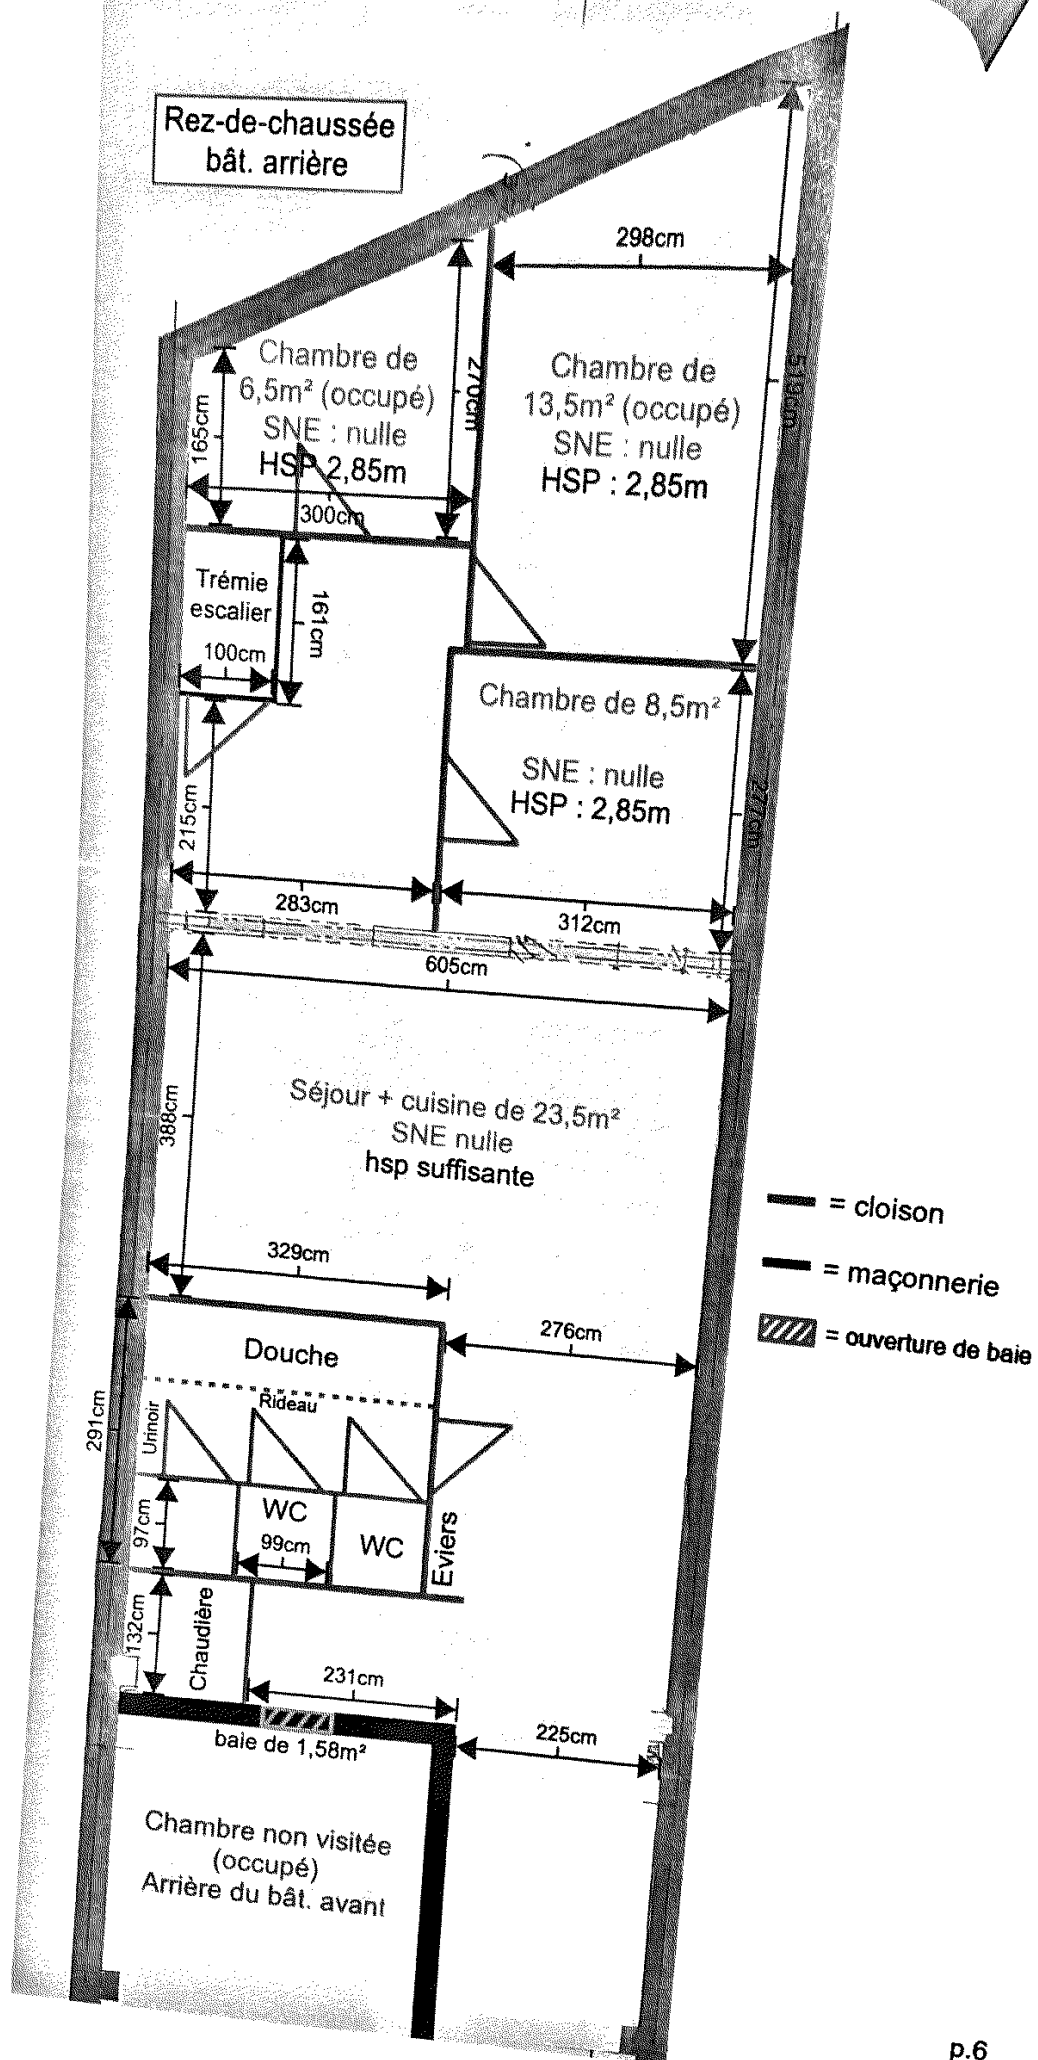 Rez-de-chaussée
bât. arrière
298cm
Chambre de
6,5m² (occupé)
SNE : nulle
HSP 2,85m
270cm
165cm
300cm
Chambre de
13,5m² (occupé)
SNE : nulle
HSP : 2,85m
Trémie
escalier
161cm
100cm
Chambre de 8,5m²
SNE : nulle
HSP : 2,85m
277cm
215cm
283cm
312cm
605cm
Séjour + cuisine de 23,5m²
SNE nulle
hsp suffisante
388cm
= cloison
= maçonnerie
= ouverture de baie
329cm
276cm
Douche
Rideau
Urinoir
291cm
97cm
WC
99cm
WC
Eviers
132cm
Chaudière
231cm
baie de 1,58m²
225cm
Chambre non visitée
(occupé)
Arrière du bât. avant
p.6